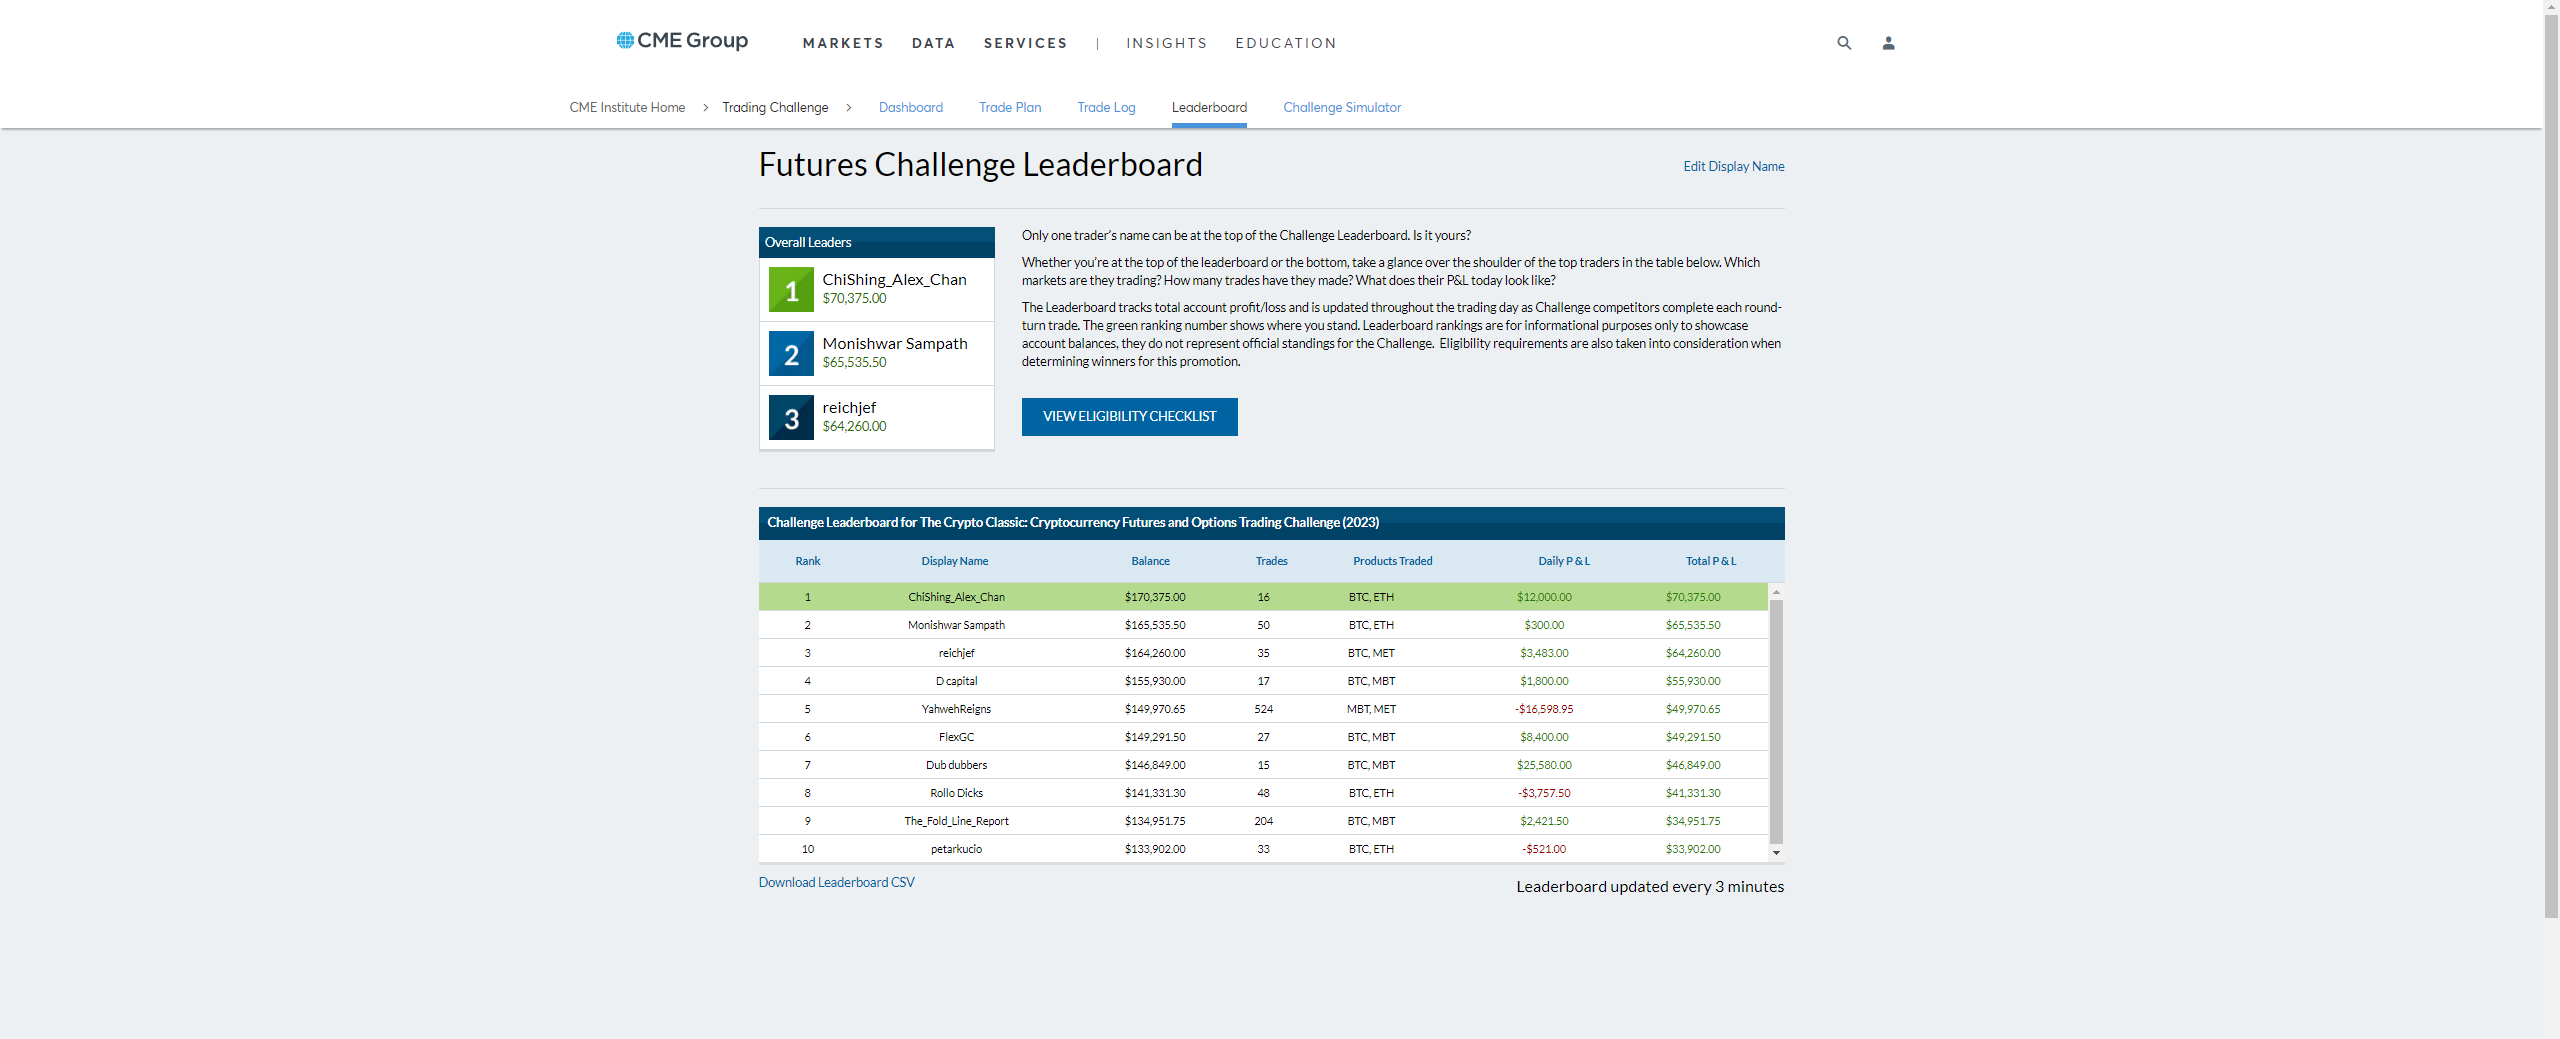 CME Group
MARKETS DATA SERVICES | INSIGHTS EDUCATION
CME Institute Home > Trading Challenge > Dashboard Trade Plan Trade Log Leaderboard Challenge Simulator
Futures Challenge Leaderboard
Edit Display Name
Overall Leaders
1 ChiShing_Alex_Chan
$70,375.00
2 Monishwar Sampath
$65,535.50
3 reichjef
$64,260.00
Only one trader's name can be at the top of the Challenge Leaderboard. Is it yours?
Whether you're at the top of the leaderboard or the bottom, take a glance over the shoulder of the top traders in the table below. Which
markets are they trading? How many trades have they made? What does their P&L today look like?
The Leaderboard tracks total account profit/loss and is updated throughout the trading day as Challenge competitors complete each round-
turn trade. The green ranking number shows where you stand. Leaderboard rankings are for informational purposes only to showcase
account balances, they do not represent official standings for the Challenge. Eligibility requirements are also taken into consideration when
determining winners for this promotion.
VIEW ELIGIBILITY CHECKLIST
Challenge Leaderboard for The Crypto Classic: Cryptocurrency Futures and Options Trading Challenge (2023)
Rank Display Name Balance Trades Products Traded Daily P & L Total P & L
1 ChiShing_Alex_Chan $170,375.00 16 BTC, ETH $12,000.00 $70,375.00
2 Monishwar Sampath $165,535.50 50 BTC, ETH $300.00 $65,535.50
3 reichjef $164,260.00 35 BTC, MET $3,483.00 $64,260.00
4 D capital $155,930.00 17 BTC, MBT $1,800.00 $55,930.00
5 YahwehReigns $149,970.65 524 MBT, MET -$16,598.95 $49,970.65
6 FlexGC $149,291.50 27 BTC, MBT $8,400.00 $49,291.50
7 Dub dubbers $146,849.00 15 BTC, MBT $25,580.00 $46,849.00
8 Rollo Dicks $141,331.30 48 BTC, ETH -$3,757.50 $41,331.30
9 The_Fold_Line_Report $134,951.75 204 BTC, MBT $2,421.50 $34,951.75
10 petarkucio $133,902.00 33 BTC, ETH -$521.00 $33,902.00
Download Leaderboard CSV
Leaderboard updated every 3 minutes